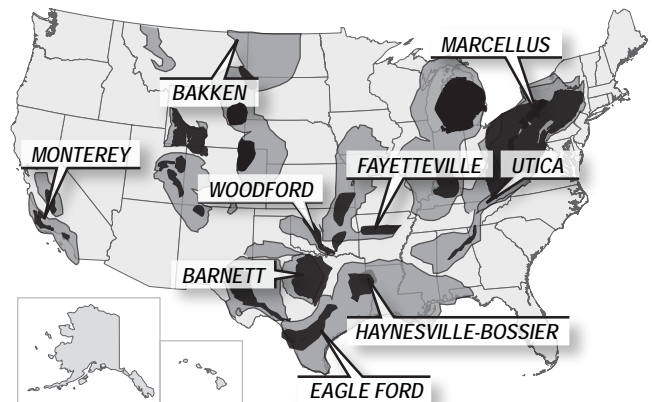 MARCELLUS
BAKKEN
MONTEREY
FAYETTEVILLE
UTICA
WOODFORD
BARNETT
HAYNESVILLE-BOSSIER
EAGLE FORD